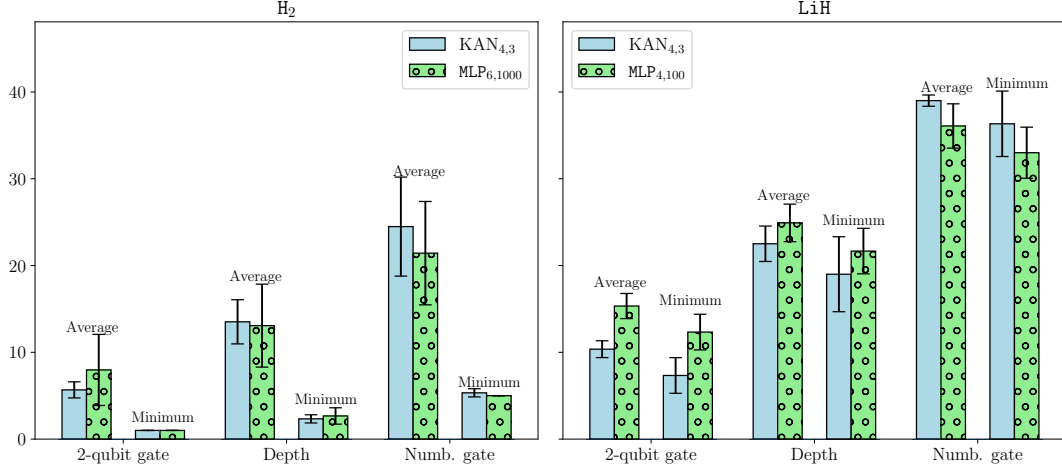 H₂
LiH
KAN₄,₃
MLP₆,₁₀₀₀
KAN₄,₃
MLP₄,₁₀₀
40
30
20
10
0
Average
Minimum
Average
Minimum
Average
Minimum
Average
Minimum
Average
Minimum
Average
Minimum
2-qubit gate
Depth
Numb. gate
2-qubit gate
Depth
Numb. gate